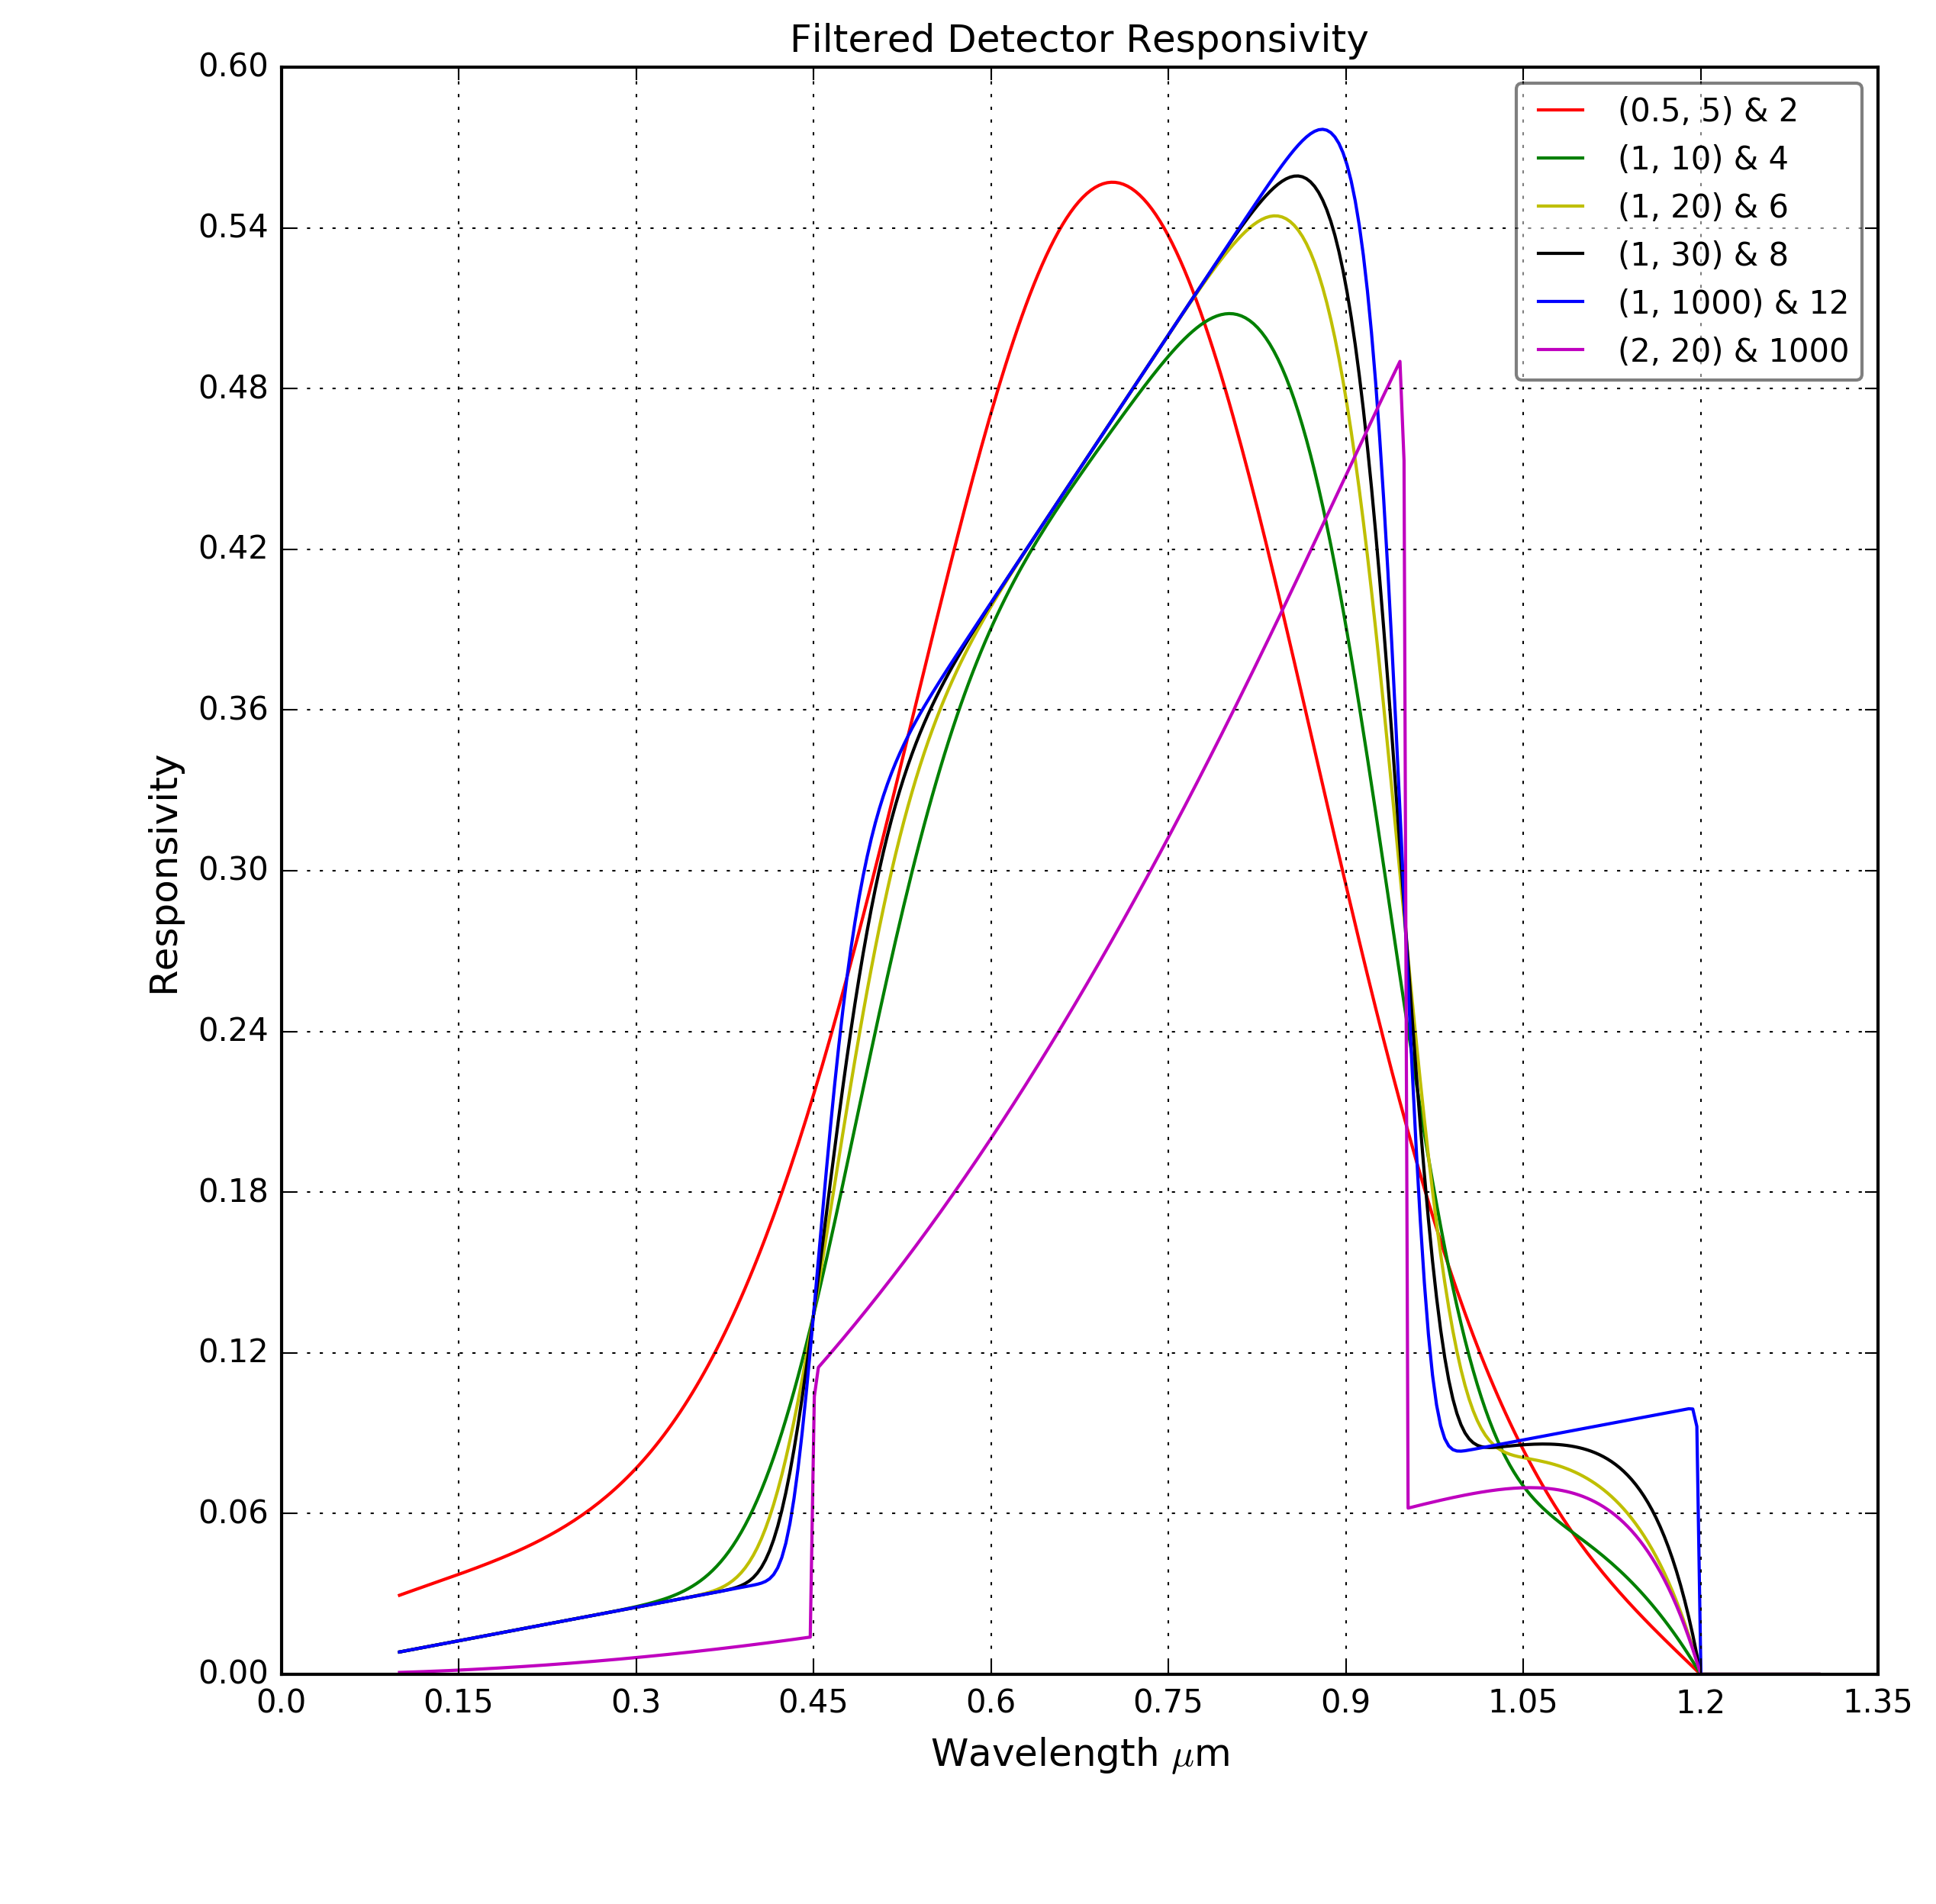 Filtered Detector Responsivity
0.60
0.54
0.48
0.42
0.36
0.30
0.24
0.18
0.12
0.06
0.00
Responsivity
(0.5, 5) & 2
(1, 10) & 4
(1, 20) & 6
(1, 30) & 8
(1, 1000) & 12
(2, 20) & 1000
0.0 0.15 0.3 0.45 0.6 0.75 0.9 1.05 1.2 1.35
Wavelength μm